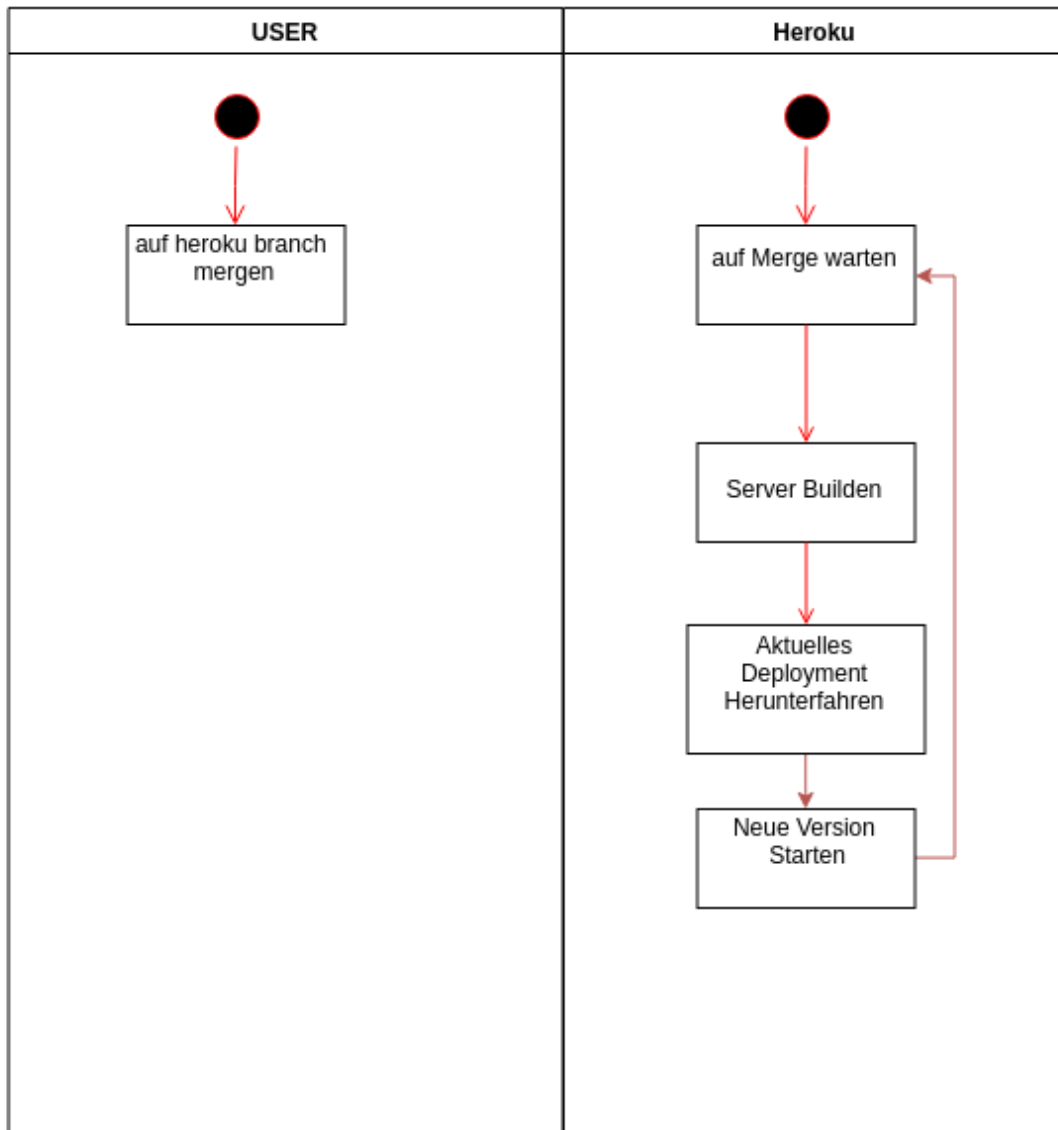 USER
Heroku
auf heroku branch
mergen
auf Merge warten
Server Builden
Aktuelles
Deployment
Herunterfahren
Neue Version
Starten